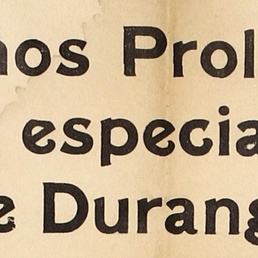 nos Prol
especia
e Durang